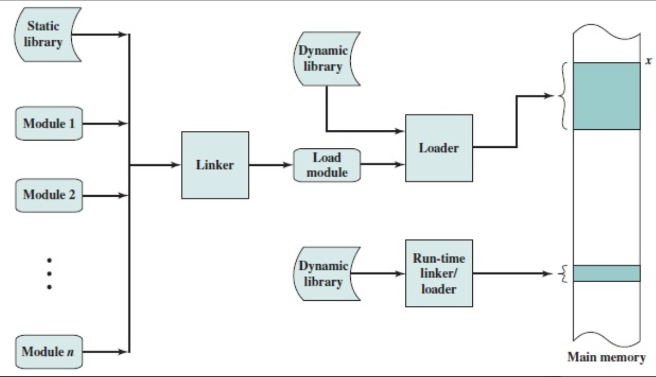 Static
library
Module 1
Module 2
Module n
Linker
Dynamic
library
Load
module
Loader
Dynamic
library
Run-time
linker/
loader
x
Main memory